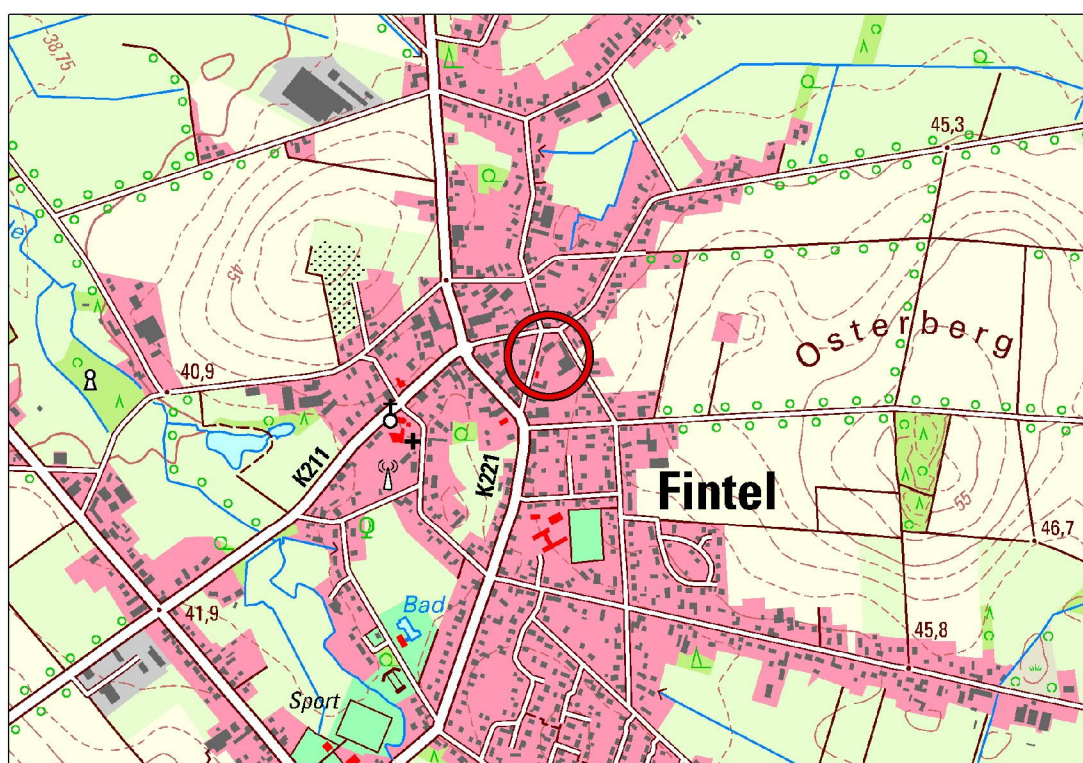 38,75
45,3
45
Osterberg
40,9
K211
K221
Fintel
55
46,7
41,9
Bad
45,8
Sport